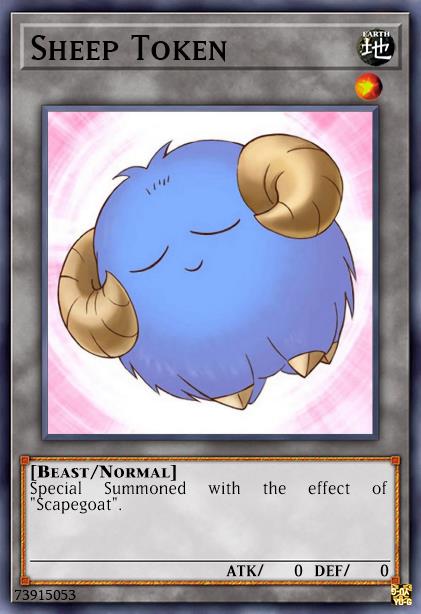 Sheep Token
EARTH
地
[Beast/Normal]
Special Summoned with the effect of
"Scapegoat".
ATK/ 0 DEF/ 0
73915053